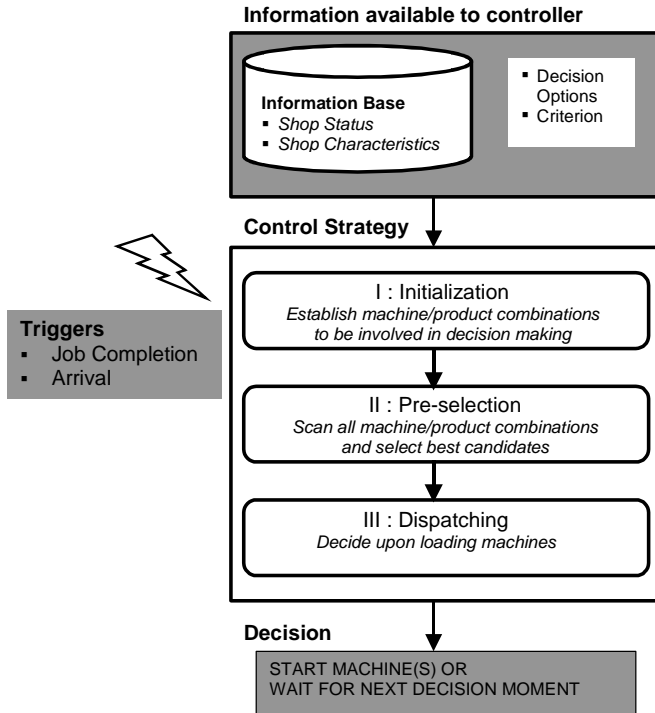 Information available to controller
Information Base
▪ Shop Status
▪ Shop Characteristics
▪ Decision
Options
▪ Criterion
Control Strategy
Triggers
▪ Job Completion
▪ Arrival
I : Initialization
Establish machine/product combinations
to be involved in decision making
II : Pre-selection
Scan all machine/product combinations
and select best candidates
III : Dispatching
Decide upon loading machines
Decision
START MACHINE(S) OR
WAIT FOR NEXT DECISION MOMENT